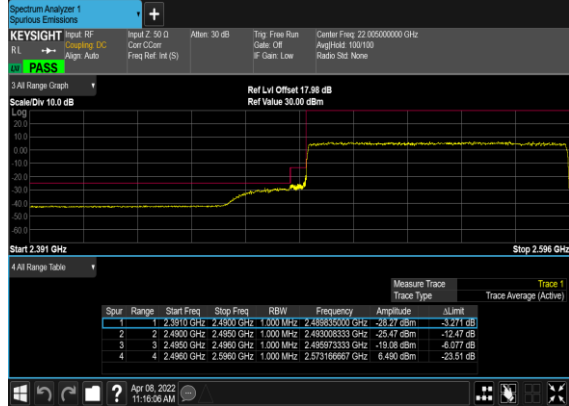 Spectrum Analyzer 1
Spurious Emissions
KEYSIGHT Input: RF Input Z: 50 Ω Atten: 30 dB Trig: Free Run Center Freq: 22.005000000 GHz
RL Coupling: DC Corr CCorr Gate: Off Avg|Hold: 100/100
Align: Auto Freq Ref: Int (S) IF Gain: Low Radio Std: None
PASS
3 All Range Graph
Ref Lvl Offset 17.98 dB
Scale/Div 10.0 dB Ref Value 30.00 dBm
Log
20.0
10.0
0.00
-10.0
-20.0
-30.0
-40.0
-50.0
-60.0
Start 2.391 GHz Stop 2.596 GHz
4 All Range Table
Measure Trace Trace 1
Trace Type Trace Average (Active)
Spur Range Start Freq Stop Freq RBW Frequency Amplitude ΔLimit
1 1 2.3910 GHz 2.4900 GHz 1.000 MHz 2.489835000 GHz -28.27 dBm -3.271 dB
2 2 2.4900 GHz 2.4950 GHz 1.000 MHz 2.493008333 GHz -25.47 dBm -12.47 dB
3 3 2.4950 GHz 2.4960 GHz 1.000 MHz 2.495973333 GHz -19.08 dBm -6.077 dB
4 4 2.4960 GHz 2.5960 GHz 1.000 MHz 2.573166667 GHz 6.490 dBm -23.51 dB
? Apr 08, 2022
11:16:06 AM